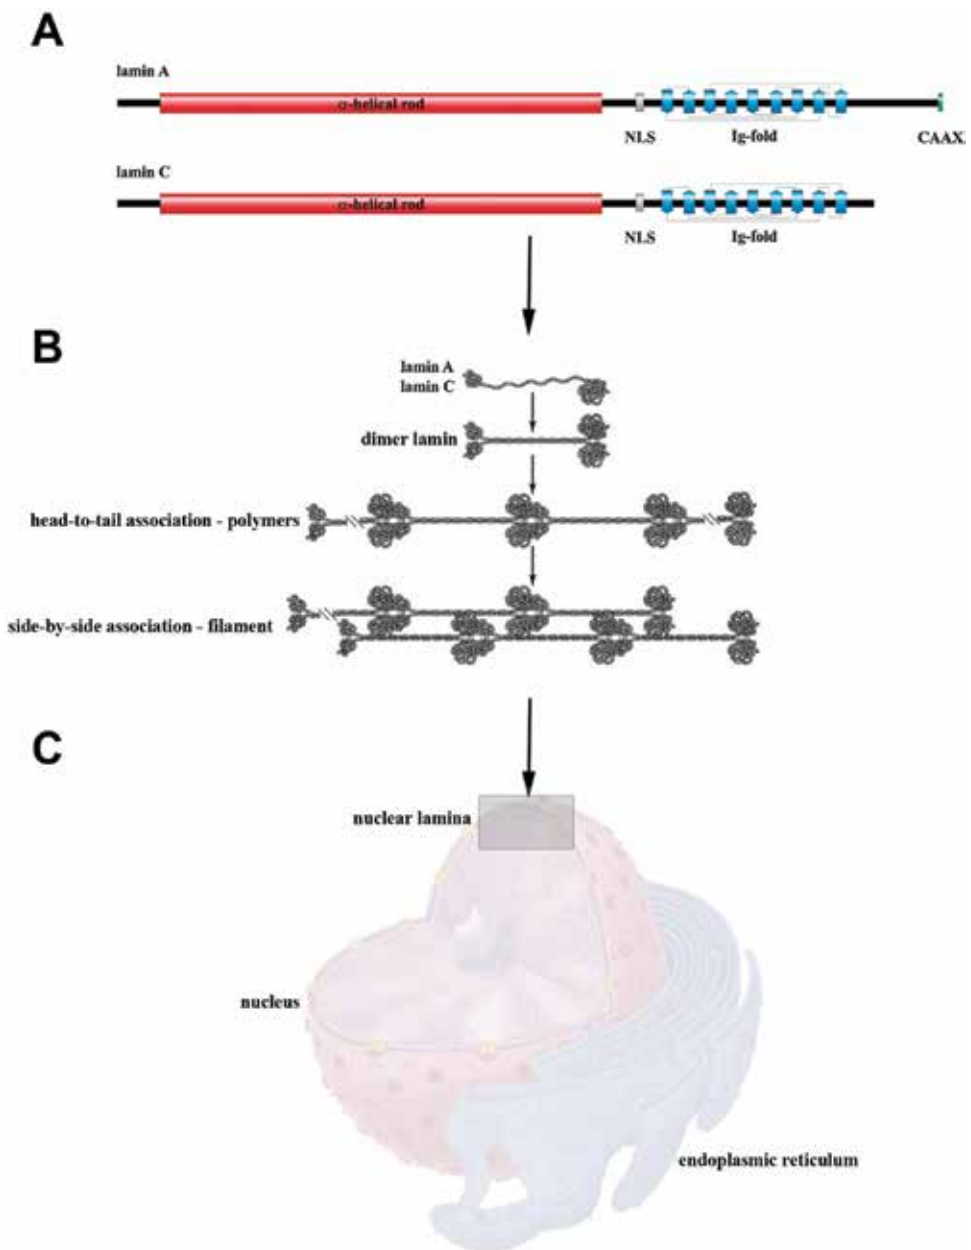 A
lamin A
α-helical rod
NLS
Ig-fold
CAAX
lamin C
α-helical rod
NLS
Ig-fold
B
lamin A
lamin C
dimer lamin
head-to-tail association - polymers
side-by-side association - filament
C
nuclear lamina
nucleus
endoplasmic reticulum